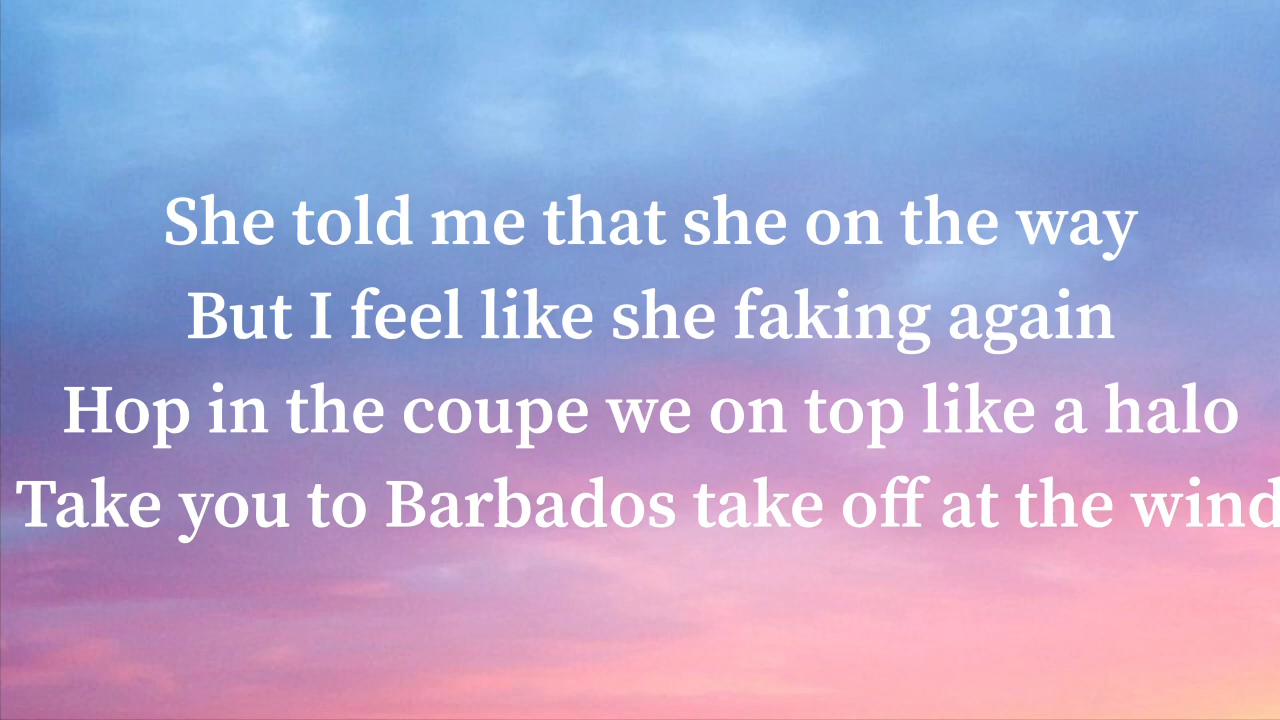 She told me that she on the way
But I feel like she faking again
Hop in the coupe we on top like a halo
Take you to Barbados take off at the wind